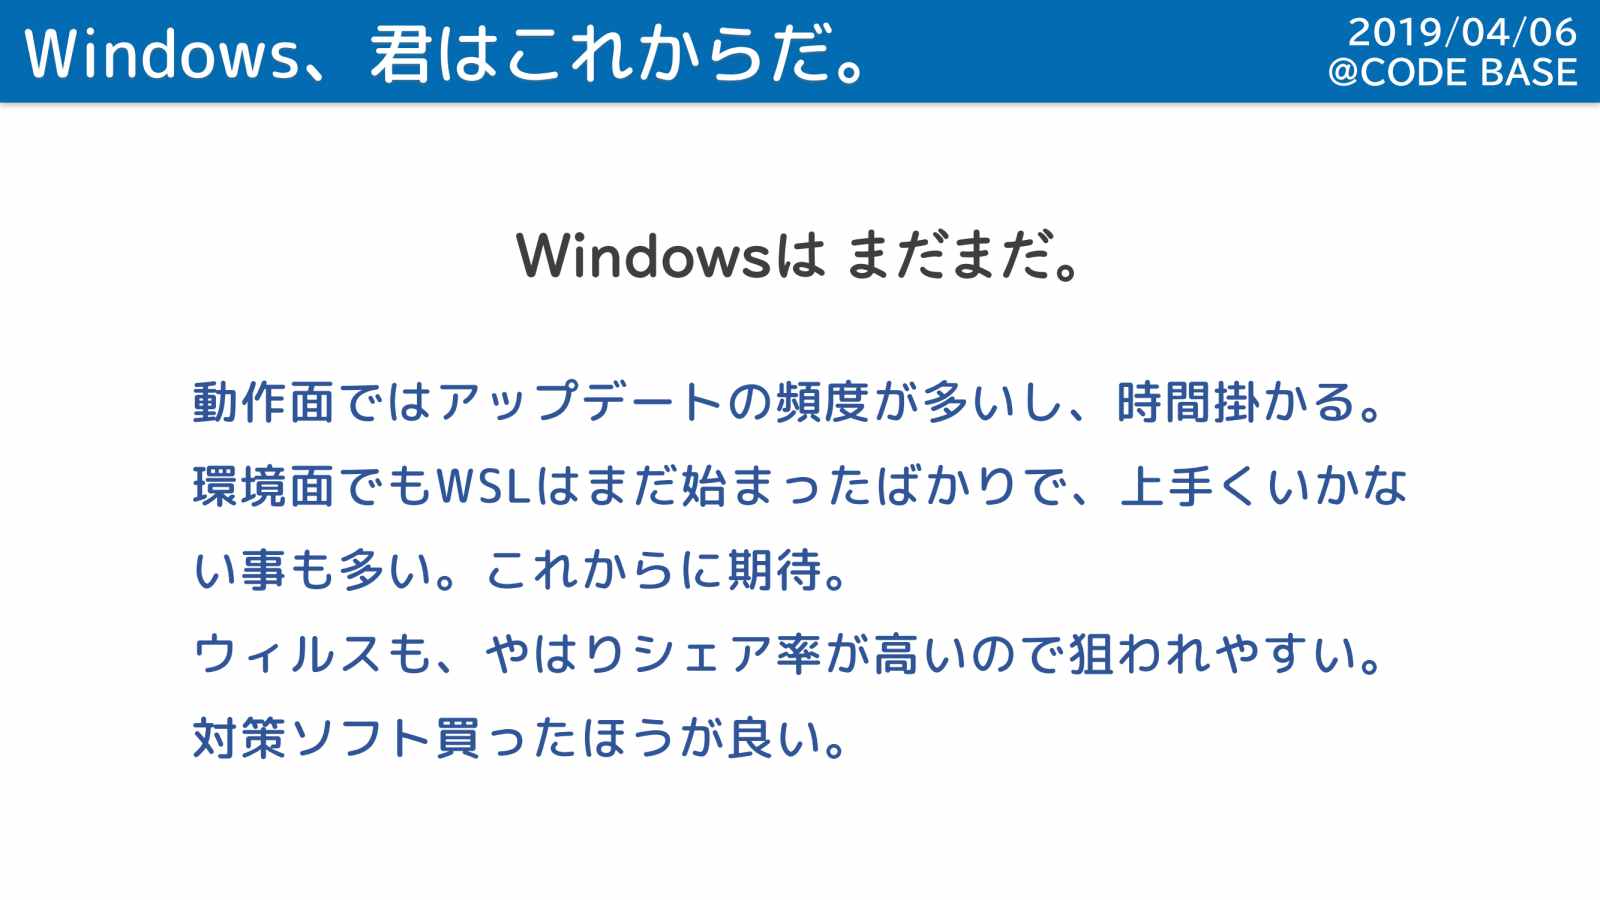 Windows、君はこれからだ。
2019/04/06
@CODE BASE
Windowsは まだまだ。
動作面ではアップデートの頻度が多いし、時間掛かる。
環境面でもWSLはまだ始まったばかりで、上手くいかな
い事も多い。これからに期待。
ウィルスも、やはりシェア率が高いので狙われやすい。
対策ソフト買ったほうが良い。